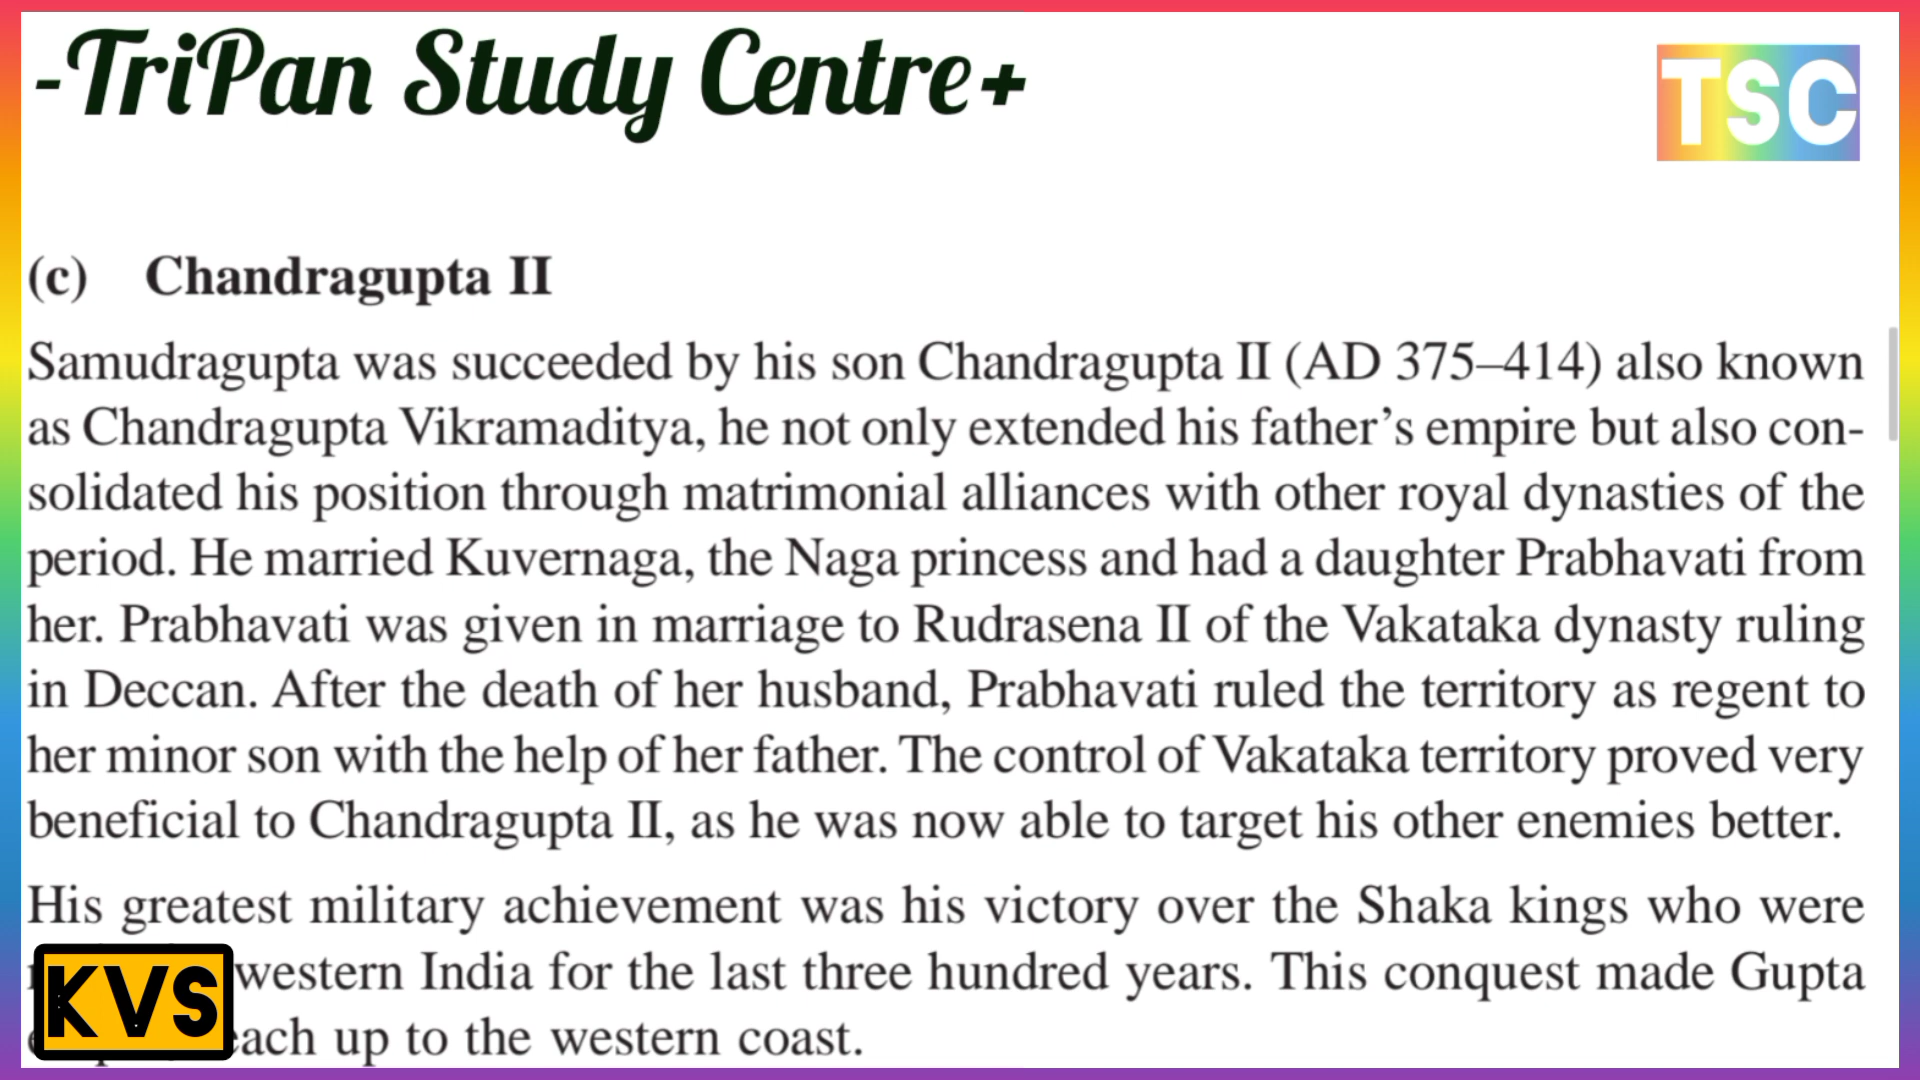 -TriPan Study Centre+
TSC
(c) Chandragupta II
Samudragupta was succeeded by his son Chandragupta II (AD 375–414) also known
as Chandragupta Vikramaditya, he not only extended his father’s empire but also con-
solidated his position through matrimonial alliances with other royal dynasties of the
period. He married Kuvernaga, the Naga princess and had a daughter Prabhavati from
her. Prabhavati was given in marriage to Rudrasena II of the Vakataka dynasty ruling
in Deccan. After the death of her husband, Prabhavati ruled the territory as regent to
her minor son with the help of her father. The control of Vakataka territory proved very
beneficial to Chandragupta II, as he was now able to target his other enemies better.
His greatest military achievement was his victory over the Shaka kings who were
western India for the last three hundred years. This conquest made Gupta
up to the western coast.
KVS